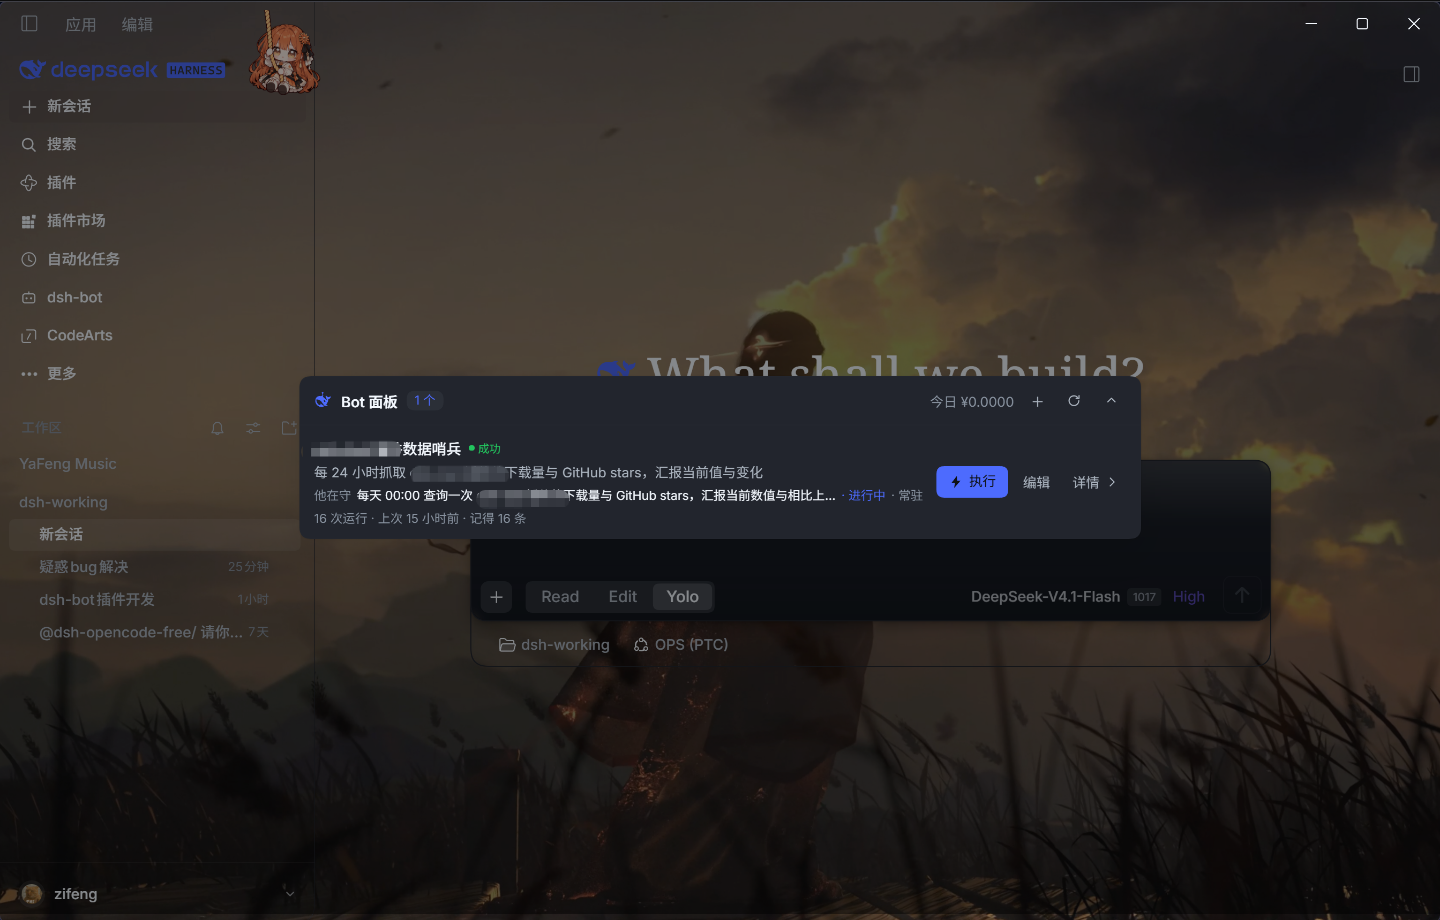 应用 编辑
deepseek HARNESS
新会话
搜索
插件
插件市场
自动化任务
dsh-bot
CodeArts
更多
工作区
YaFeng Music
dsh-working
新会话
疑惑bug解决 25分钟
dsh-bot插件开发 1小时
@dsh-opencode-free/ 请你... 7天
zifeng
What shall we build?
Bot 面板 1 个 今日 ¥0.0000
数据哨兵 成功
每 24 小时抓取 下载量与 GitHub stars，汇报当前值与变化
他在守 每天 00:00 查询一次 下载量与 GitHub stars，汇报当前数值与相比上... · 进行中 · 常驻
16 次运行 · 上次 15 小时前 · 记得 16 条
执行 编辑 详情
Read Edit Yolo DeepSeek-V4.1-Flash 1017 High
dsh-working OPS (PTC)